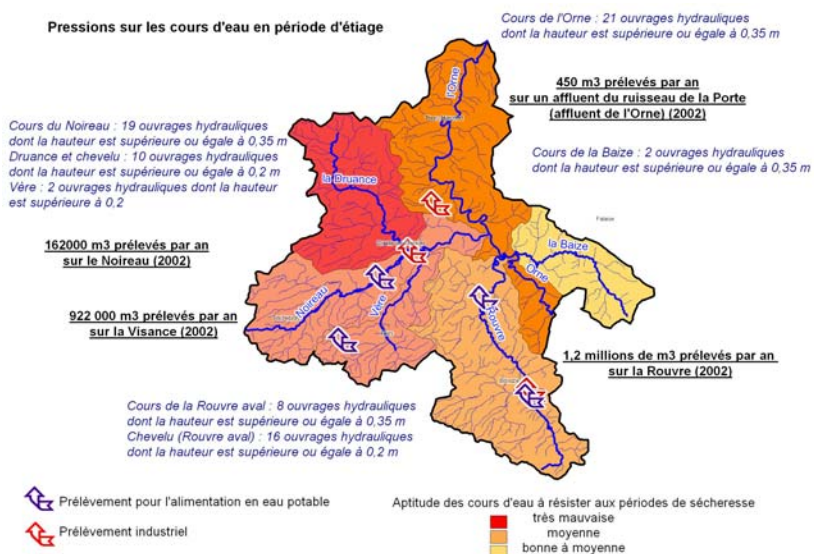 Pressions sur les cours d'eau en période d'étiage
Cours de l'Orne : 21 ouvrages hydrauliques
dont la hauteur est supérieure ou égale à 0,35 m
450 m3 prélevés par an
sur un affluent du ruisseau de la Porte
(affluent de l'Orne) (2002)
Cours du Noireau : 19 ouvrages hydrauliques
dont la hauteur est supérieure ou égale à 0,35 m
Druance et chevelu : 10 ouvrages hydrauliques
dont la hauteur est supérieure ou égale à 0,2 m
Vère : 2 ouvrages hydrauliques dont la hauteur
est supérieure à 0,2
Cours de la Baize : 2 ouvrages hydrauliques
dont la hauteur est supérieure ou égale à 0,35 m
l'Orne
la Druance
Falaise
la Baize
Orne
162000 m3 prélevés par an
sur le Noireau (2002)
Noireau
Vère
Rouvre
922 000 m3 prélevés par an
sur la Visance (2002)
1,2 millions de m3 prélevés par an
sur la Rouvre (2002)
Cours de la Rouvre aval : 8 ouvrages hydrauliques
dont la hauteur est supérieure ou égale à 0,35 m
Chevelu (Rouvre aval) : 16 ouvrages hydrauliques
dont la hauteur est supérieure ou égale à 0,2 m
Prélèvement pour l'alimentation en eau potable
Prélèvement industriel
Aptitude des cours d'eau à résister aux périodes de sécheresse
très mauvaise
moyenne
bonne à moyenne